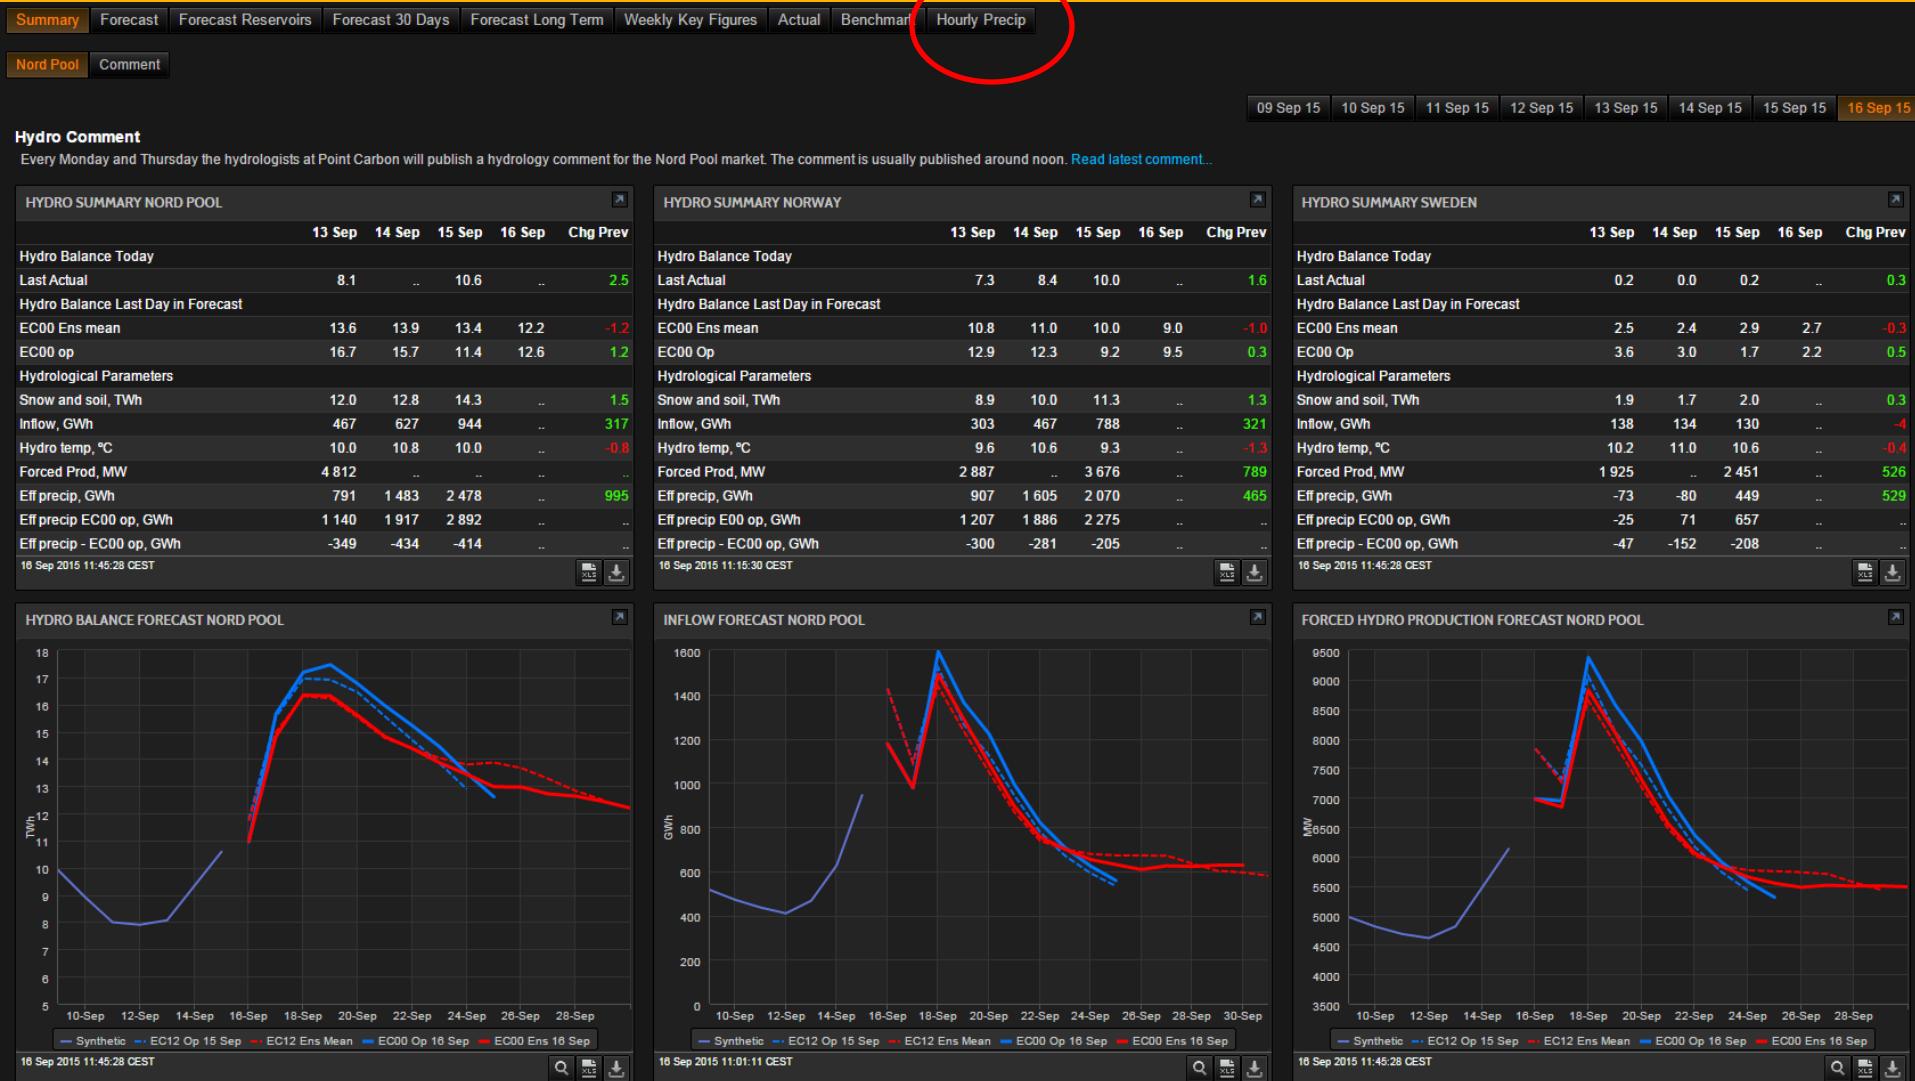 Summary Forecast Forecast Reservoirs Forecast 30 Days Forecast Long Term Weekly Key Figures Actual Benchmark Hourly Precip
Nord Pool Comment
09 Sep 15 10 Sep 15 11 Sep 15 12 Sep 15 13 Sep 15 14 Sep 15 15 Sep 15 16 Sep 15
Hydro Comment
Every Monday and Thursday the hydrologists at Point Carbon will publish a hydrology comment for the Nord Pool market. The comment is usually published around noon. Read latest comment...
HYDRO SUMMARY NORD POOL
13 Sep 14 Sep 15 Sep 16 Sep Chg Prev
Hydro Balance Today
Last Actual 8.1 .. 10.6 .. 2.5
Hydro Balance Last Day in Forecast
EC00 Ens mean 13.6 13.9 13.4 12.2 -1.2
EC00 op 16.7 15.7 11.4 12.6 1.2
Hydrological Parameters
Snow and soil, TWh 12.0 12.8 14.3 .. 1.5
Inflow, GWh 467 627 944 .. 317
Hydro temp, ºC 10.0 10.8 10.0 .. -0.8
Forced Prod, MW 4 812 .. .. .. ..
Eff precip, GWh 791 1 483 2 478 .. 995
Eff precip EC00 op, GWh 1 140 1 917 2 892 .. ..
Eff precip - EC00 op, GWh -349 -434 -414 .. ..
16 Sep 2015 11:45:28 CEST
XLS
HYDRO SUMMARY NORWAY
13 Sep 14 Sep 15 Sep 16 Sep Chg Prev
Hydro Balance Today
Last Actual 7.3 8.4 10.0 .. 1.6
Hydro Balance Last Day in Forecast
EC00 Ens mean 10.8 11.0 10.0 9.0 -1.0
EC00 Op 12.9 12.3 9.2 9.5 0.3
Hydrological Parameters
Snow and soil, TWh 8.9 10.0 11.3 .. 1.3
Inflow, GWh 303 467 788 .. 321
Hydro temp, ºC 9.6 10.6 9.3 .. -1.3
Forced Prod, MW 2 887 .. 3 676 .. 789
Eff precip, GWh 907 1 605 2 070 .. 465
Eff precip E00 op, GWh 1 207 1 886 2 275 .. ..
Eff precip - EC00 op, GWh -300 -281 -205 .. ..
16 Sep 2015 11:15:30 CEST
XLS
HYDRO SUMMARY SWEDEN
13 Sep 14 Sep 15 Sep 16 Sep Chg Prev
Hydro Balance Today
Last Actual 0.2 0.0 0.2 .. 0.3
Hydro Balance Last Day in Forecast
EC00 Ens mean 2.5 2.4 2.9 2.7 -0.3
EC00 Op 3.6 3.0 1.7 2.2 0.5
Hydrological Parameters
Snow and soil, TWh 1.9 1.7 2.0 .. 0.3
Inflow, GWh 138 134 130 .. -4
Hydro temp, ºC 10.2 11.0 10.6 .. -0.4
Forced Prod, MW 1 925 .. 2 451 .. 526
Eff precip, GWh -73 -80 449 .. 529
Eff precip EC00 op, GWh -25 71 657 .. ..
Eff precip - EC00 op, GWh -47 -152 -208 .. ..
16 Sep 2015 11:45:28 CEST
XLS
HYDRO BALANCE FORECAST NORD POOL
18
17
16
15
14
13
12
11
10
9
8
7
6
5
TWh
10-Sep 12-Sep 14-Sep 16-Sep 18-Sep 20-Sep 22-Sep 24-Sep 26-Sep 28-Sep
Synthetic EC12 Op 15 Sep EC12 Ens Mean EC00 Op 16 Sep EC00 Ens 16 Sep
16 Sep 2015 11:45:28 CEST
XLS
INFLOW FORECAST NORD POOL
1600
1400
1200
1000
800
600
400
200
0
GWh
10-Sep 12-Sep 14-Sep 16-Sep 18-Sep 20-Sep 22-Sep 24-Sep 26-Sep 28-Sep 30-Sep
Synthetic EC12 Op 15 Sep EC12 Ens Mean EC00 Op 16 Sep EC00 Ens 16 Sep
16 Sep 2015 11:01:11 CEST
XLS
FORCED HYDRO PRODUCTION FORECAST NORD POOL
9500
9000
8500
8000
7500
7000
6500
6000
5500
5000
4500
4000
3500
MW
10-Sep 12-Sep 14-Sep 16-Sep 18-Sep 20-Sep 22-Sep 24-Sep 26-Sep 28-Sep
Synthetic EC12 Op 15 Sep EC12 Ens Mean EC00 Op 16 Sep EC00 Ens 16 Sep
16 Sep 2015 11:45:28 CEST
XLS